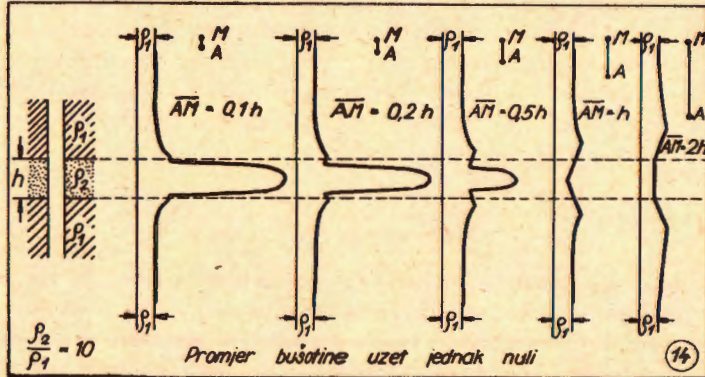 ρ₁ M A ρ₁ M A ρ₁ M A ρ₁ M A ρ₁ M A
AM = 0,1h AM = 0,2h AM = 0,5h AM = h AM = 2h
ρ₁
h ρ₂
ρ₁
ρ₁ ρ₁ ρ₁ ρ₁ ρ₁
ρ₂/ρ₁ = 10
Promjer bušotine uzet jednak nuli 14